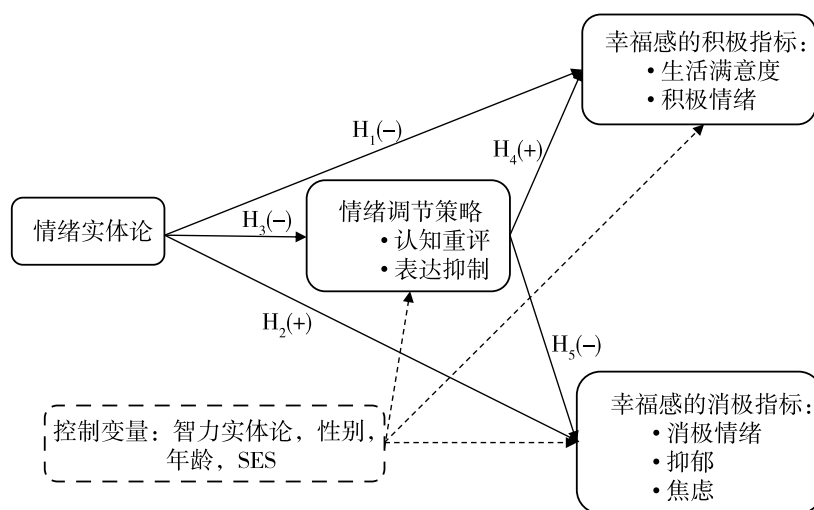 幸福感的积极指标：
• 生活满意度
• 积极情绪
H1(−)
H4(+)
情绪实体论
H3(−)
情绪调节策略
• 认知重评
• 表达抑制
H2(+)
H5(−)
控制变量：智力实体论，性别，
年龄，SES
幸福感的消极指标：
• 消极情绪
• 抑郁
• 焦虑